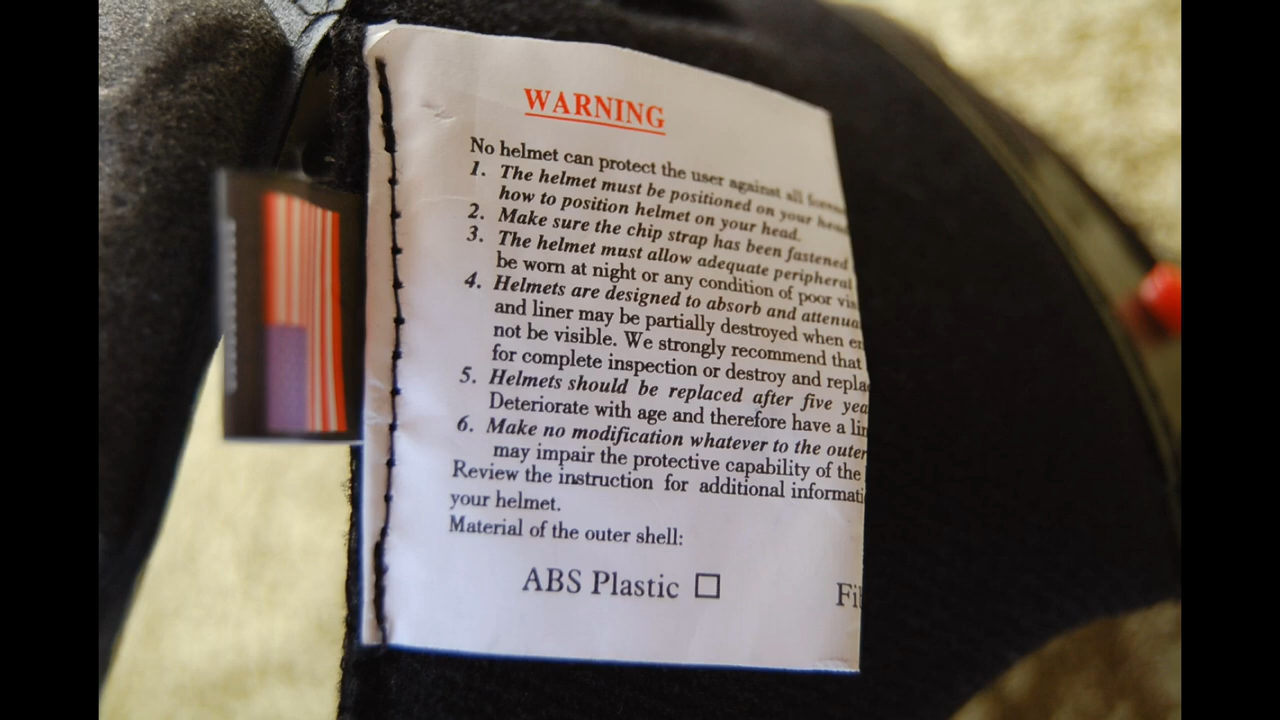 WARNING
No helmet can protect the user against all
1. The helmet must be positioned on your head
how to position helmet on your head.
2. Make sure the chip strap has been fastened
3. The helmet must allow adequate peripheral
be worn at night or any condition of poor vis
4. Helmets are designed to absorb and attenua
and liner may be partially destroyed when
not be visible. We strongly recommend that
for complete inspection or destroy and repla
5. Helmets should be replaced after five yea
Deteriorate with age and therefore have a
6. Make no modification whatever to the outer
may impair the protective capability of the
Review the instruction for additional informati
your helmet.
Material of the outer shell:
ABS Plastic ☐ Fi